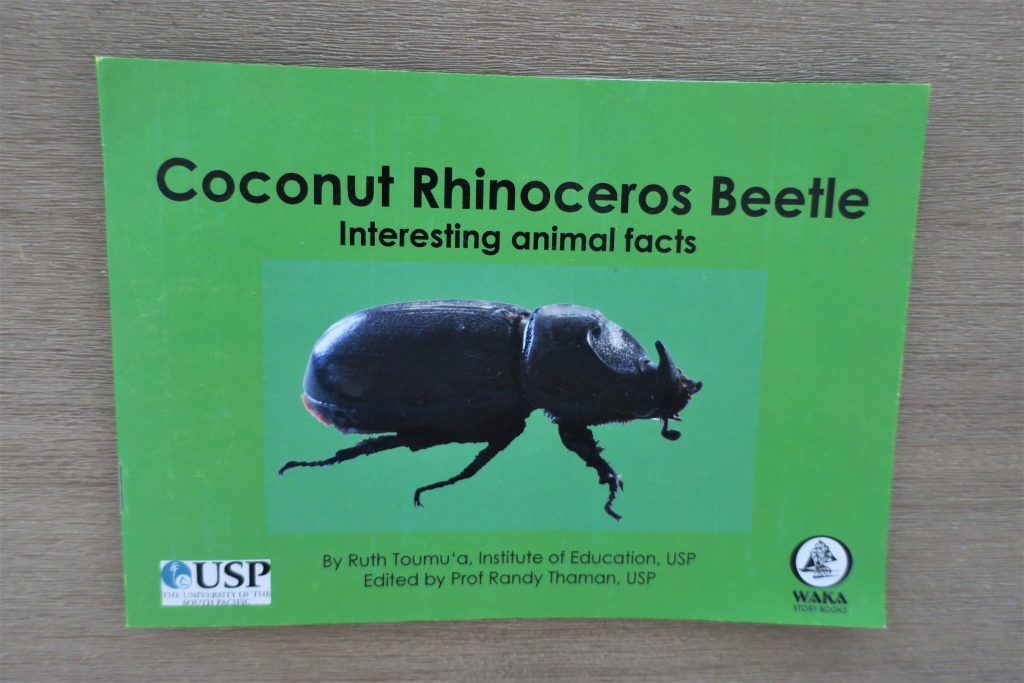 Coconut Rhinoceros Beetle
Interesting animal facts
By Ruth Toumu‘a, Institute of Education, USP
Edited by Prof Randy Thaman, USP
USP
THE UNIVERSITY OF THE
SOUTH PACIFIC
WAKA
STORY BOOKS